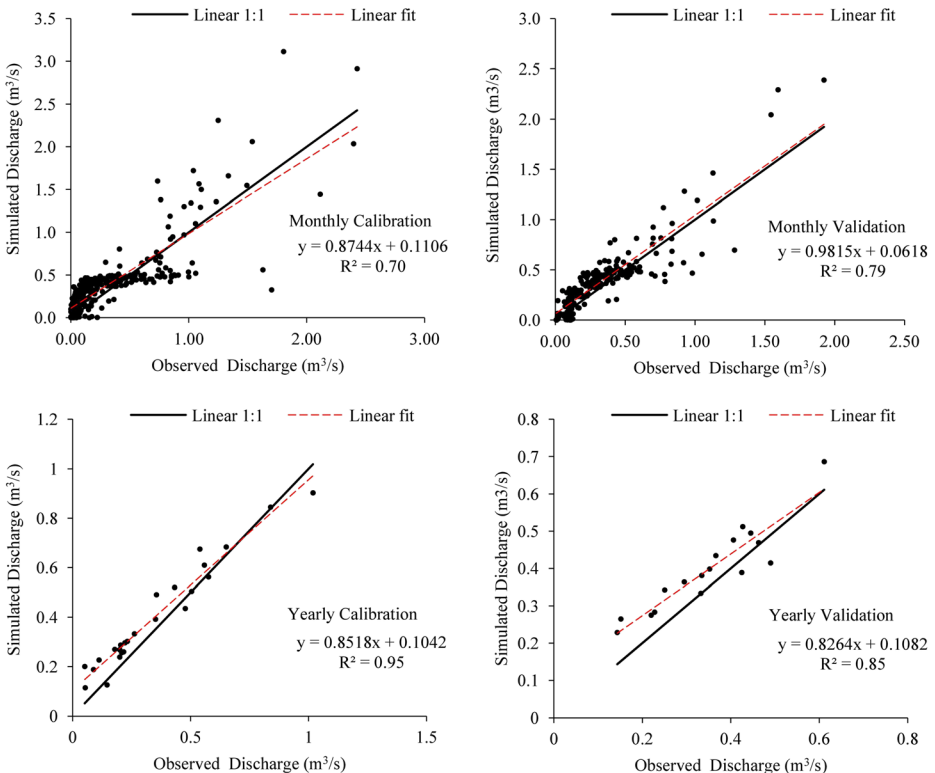 Linear 1:1 Linear fit
3.5
3.0
2.5
2.0
1.5
1.0
0.5
0.0
Simulated Discharge (m³/s)
Monthly Calibration
y = 0.8744x + 0.1106
R² = 0.70
0.00 1.00 2.00 3.00
Observed Discharge (m³/s)
Linear 1:1 Linear fit
3.0
2.5
2.0
1.5
1.0
0.5
0.0
Simulated Discharge (m3/s)
Monthly Validation
y = 0.9815x + 0.0618
R² = 0.79
0.00 0.50 1.00 1.50 2.00 2.50
Observed Discharge (m³/s)
Linear 1:1 Linear fit
1.2
1
0.8
0.6
0.4
0.2
0
Simulated Discharge (m³/s)
Yearly Calibration
y = 0.8518x + 0.1042
R² = 0.95
0 0.5 1 1.5
Observed Discharge (m³/s)
Linear 1:1 Linear fit
0.8
0.7
0.6
0.5
0.4
0.3
0.2
0.1
0
Simulated Discharge (m3/s)
Yearly Validation
y = 0.8264x + 0.1082
R² = 0.85
0 0.2 0.4 0.6 0.8
Observed Discharge (m³/s)